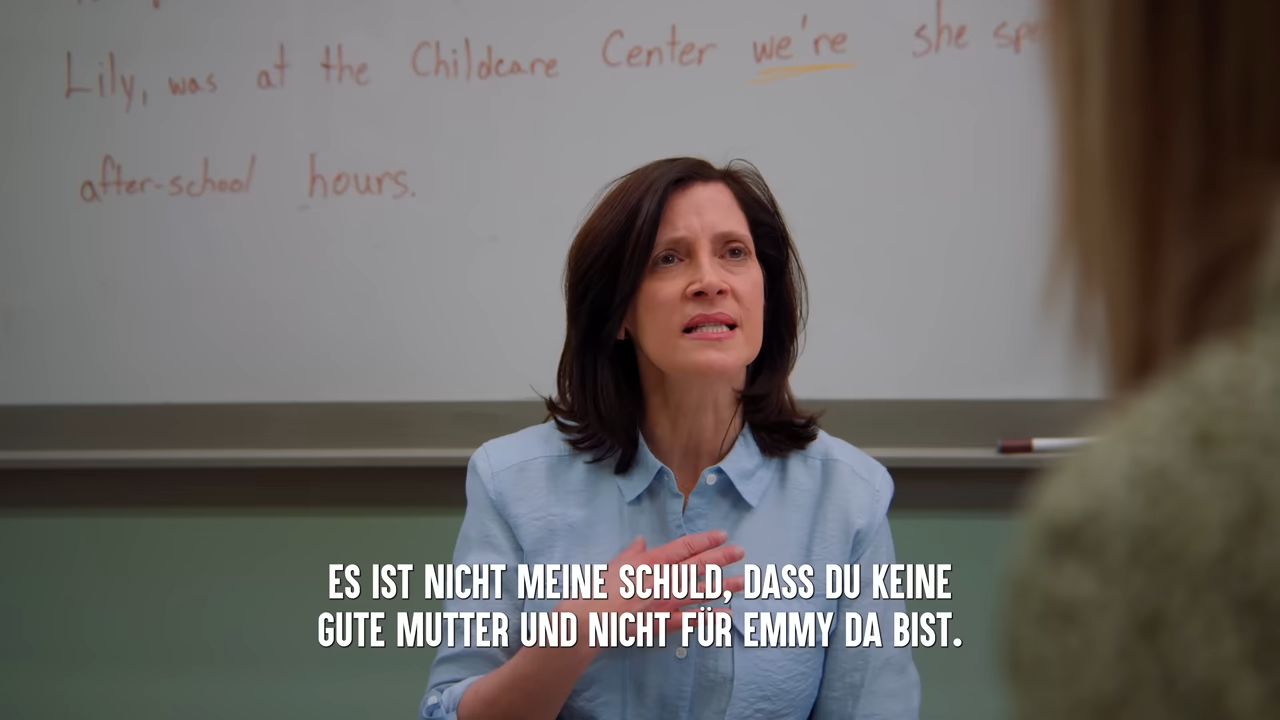 Lily, was at the Childcare Center we're she
after-school hours.
ES IST NICHT MEINE SCHULD, DASS DU KEINE
GUTE MUTTER UND NICHT FÜR EMMY DA BIST.